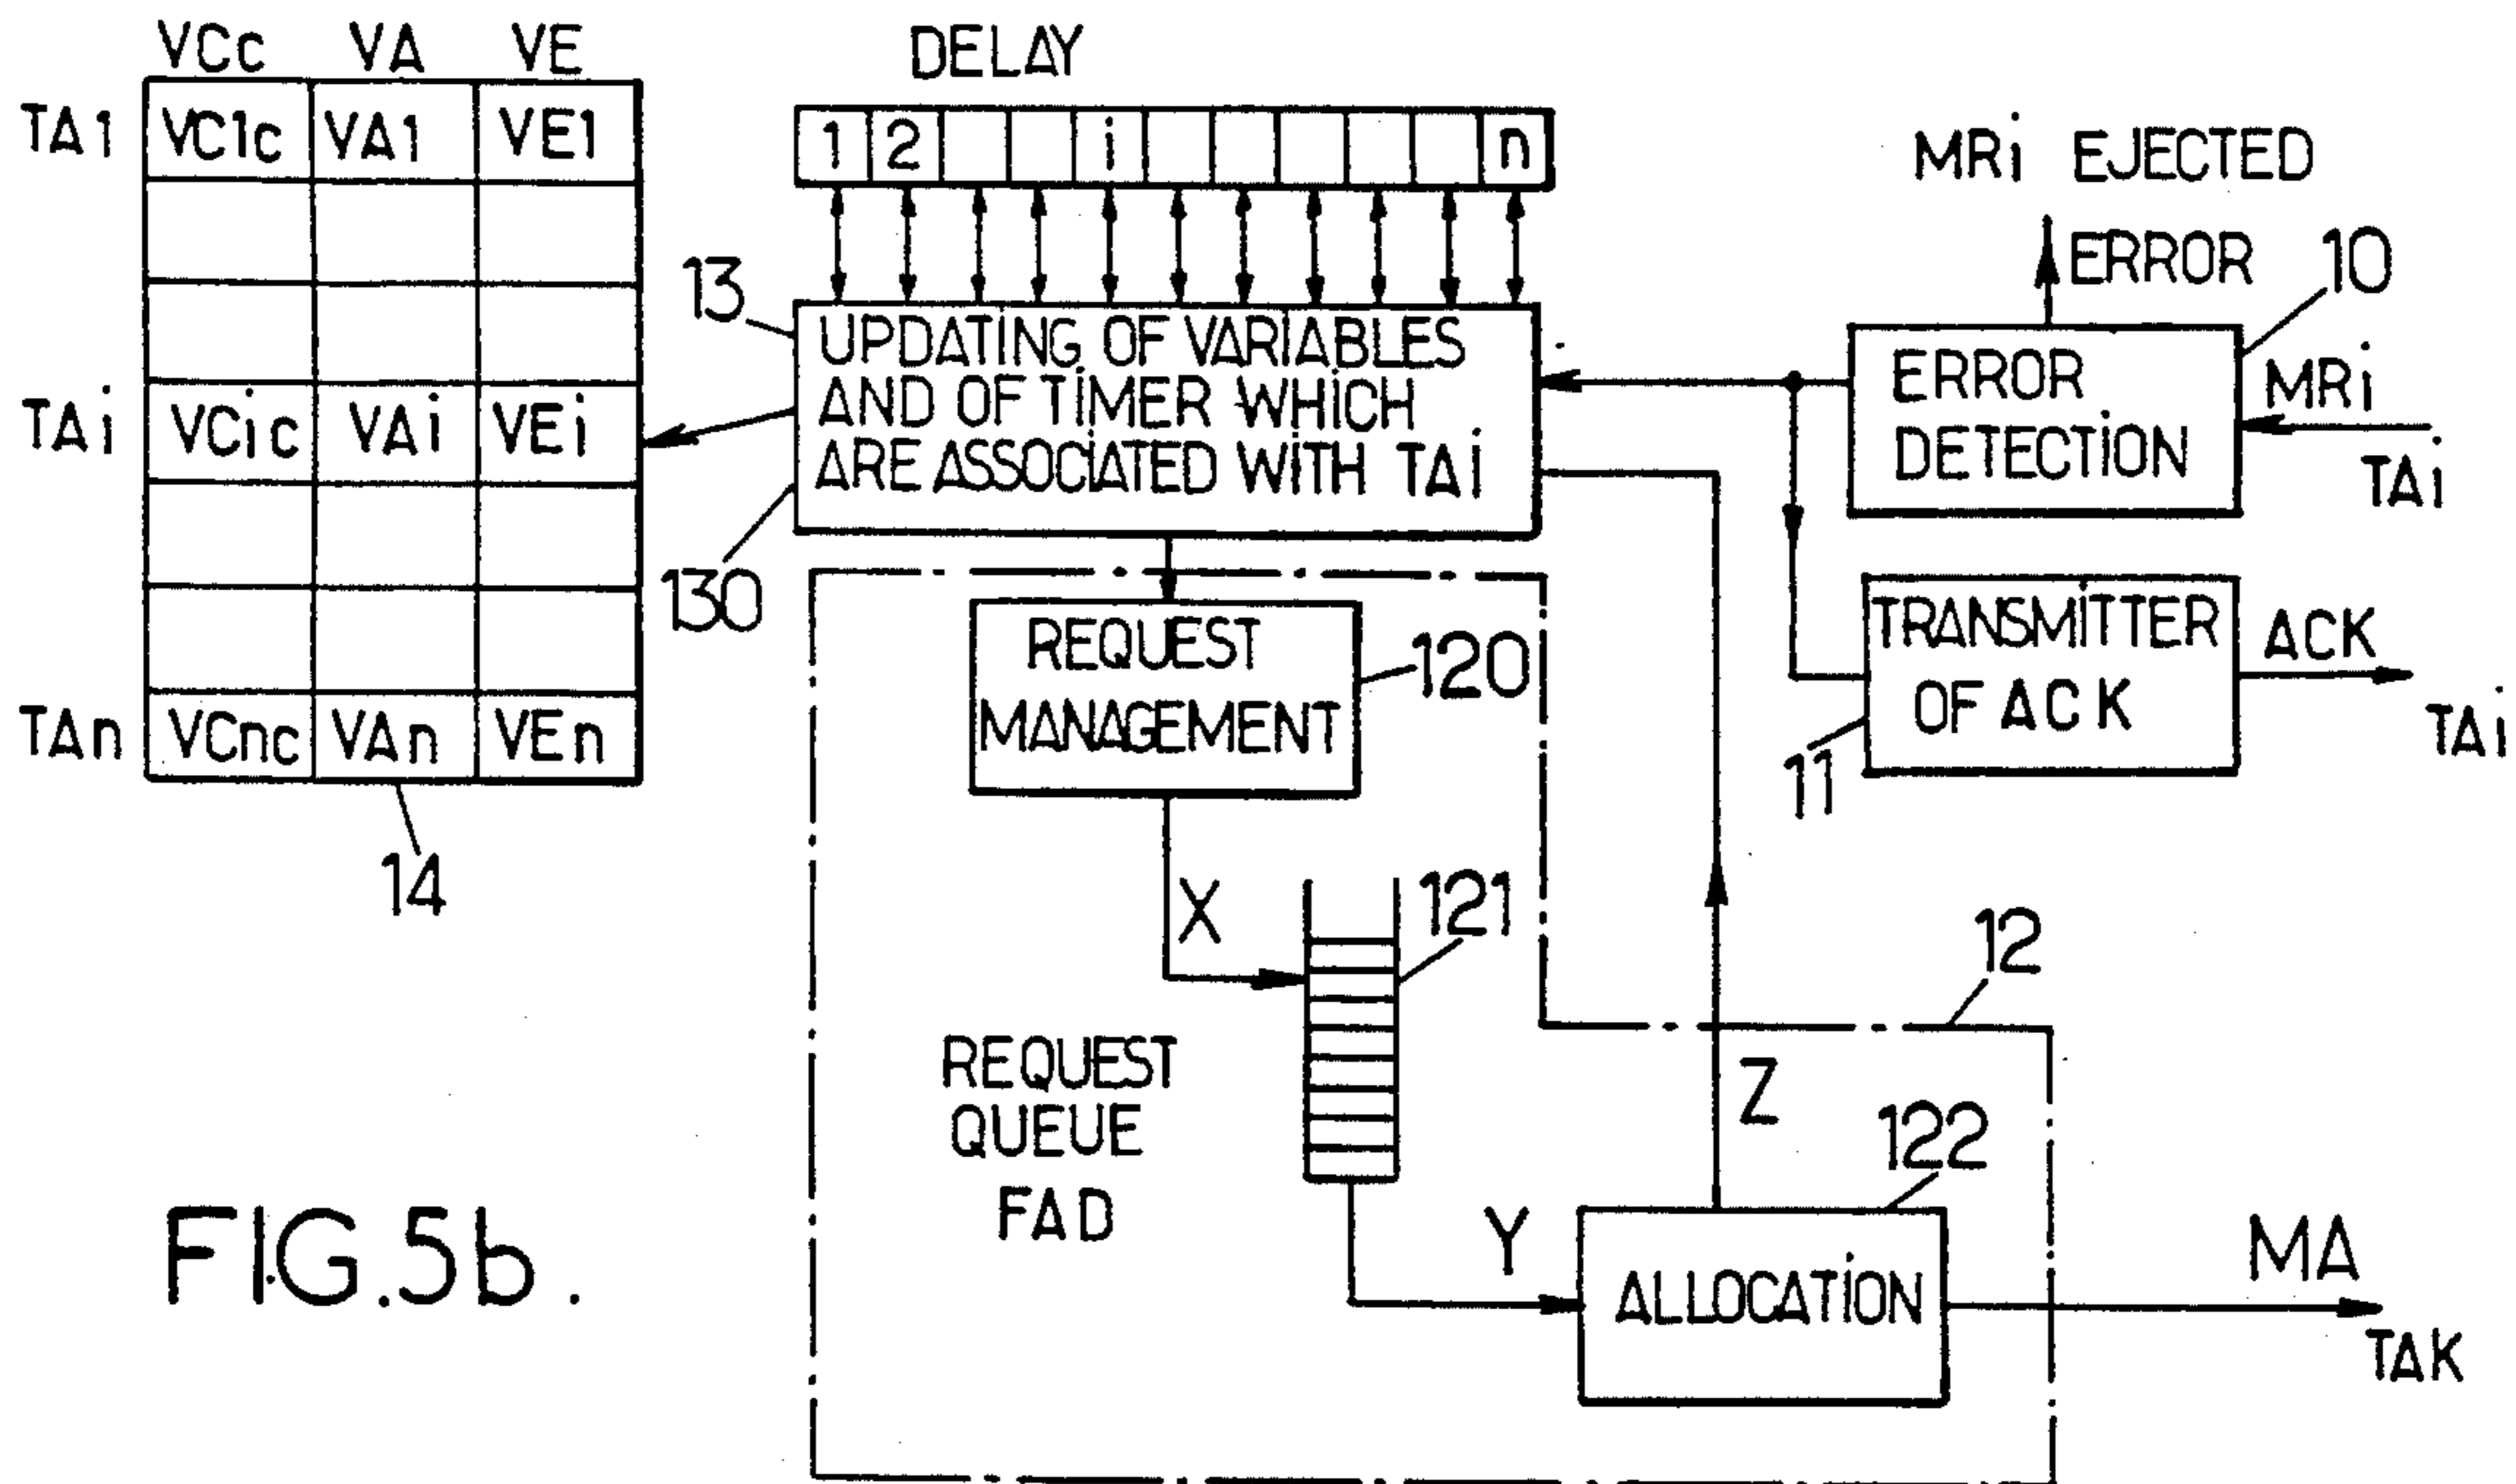 VCc VA VE
TA1 VC1c VA1 VE1
TAi VCic VAi VEi
TAn VCnc VAn VEn
14
DELAY
1 2 i n
13
UPDATING OF VARIABLES
AND OF TIMER WHICH
ARE ASSOCIATED WITH TAi
130
MRi EJECTED
ERROR
10
ERROR
DETECTION
MRi
TAi
TRANSMITTER
OF ACK
ACK
TAi
11
REQUEST
MANAGEMENT
120
X
121
REQUEST
QUEUE
FAD
12
Z
Y
122
ALLOCATION
MA
TAK
FIG.5b.